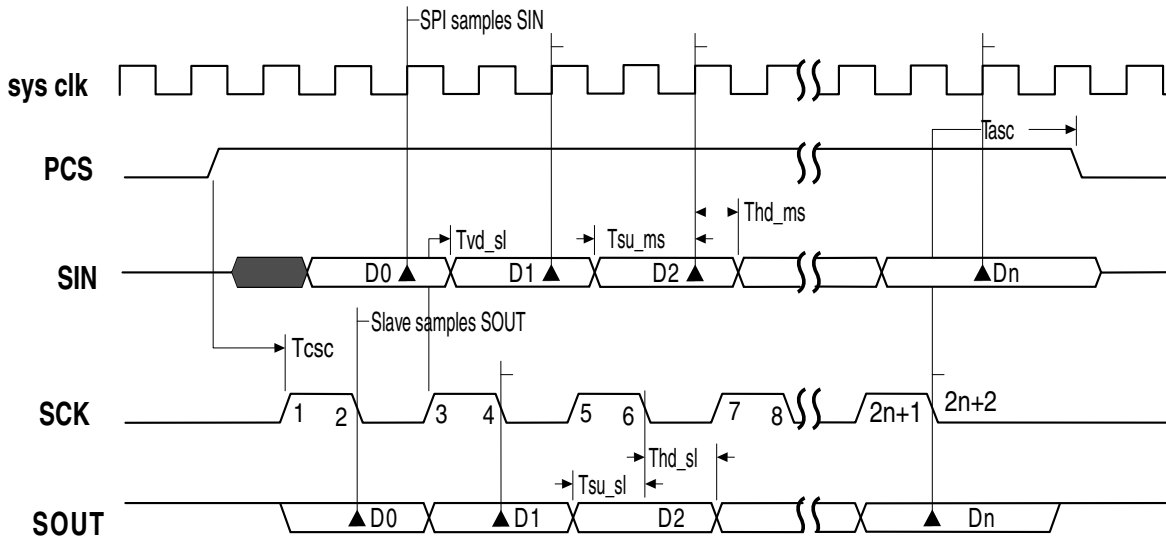 SPI samples SIN
sys clk
Tasc
PCS
Thd_ms
Tvd_sl
Tsu_ms
SIN
D0
D1
D2
Dn
Slave samples SOUT
Tcsc
SCK
1
2
3
4
5
6
7
8
2n+1
2n+2
Thd_sl
Tsu_sl
SOUT
D0
D1
D2
Dn